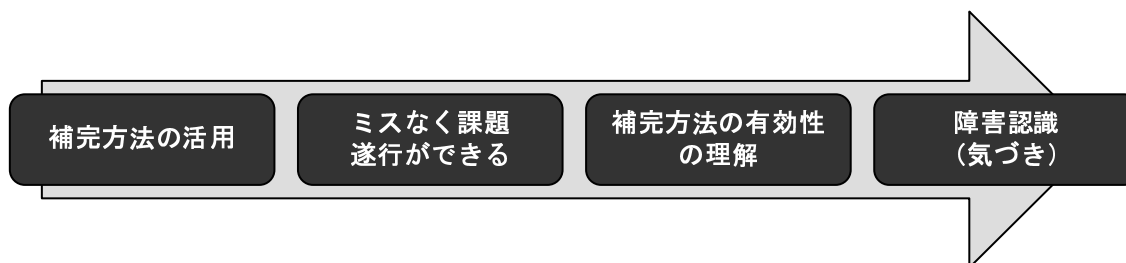 補完方法の活用
ミスなく課題
遂行ができる
補完方法の有効性
の理解
障害認識
（気づき）